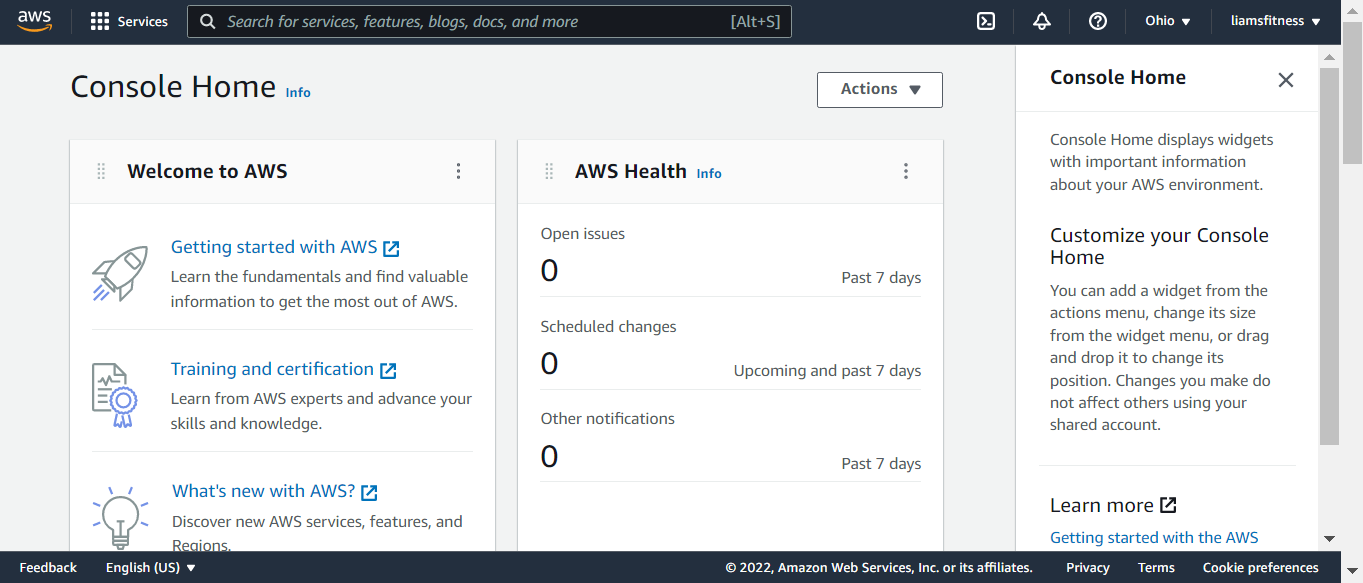 aws Services Search for services, features, blogs, docs, and more [Alt+S] Ohio liamsfitness
Console Home Info
Actions
Welcome to AWS
Getting started with AWS
Learn the fundamentals and find valuable
information to get the most out of AWS.
Training and certification
Learn from AWS experts and advance your
skills and knowledge.
What's new with AWS?
Discover new AWS services, features, and
Regions.
AWS Health Info
Open issues
0 Past 7 days
Scheduled changes
0 Upcoming and past 7 days
Other notifications
0 Past 7 days
Console Home
Console Home displays widgets
with important information
about your AWS environment.
Customize your Console
Home
You can add a widget from the
actions menu, change its size
from the widget menu, or drag
and drop it to change its
position. Changes you make do
not affect others using your
shared account.
Learn more
Getting started with the AWS
Feedback English (US) © 2022, Amazon Web Services, Inc. or its affiliates. Privacy Terms Cookie preferences